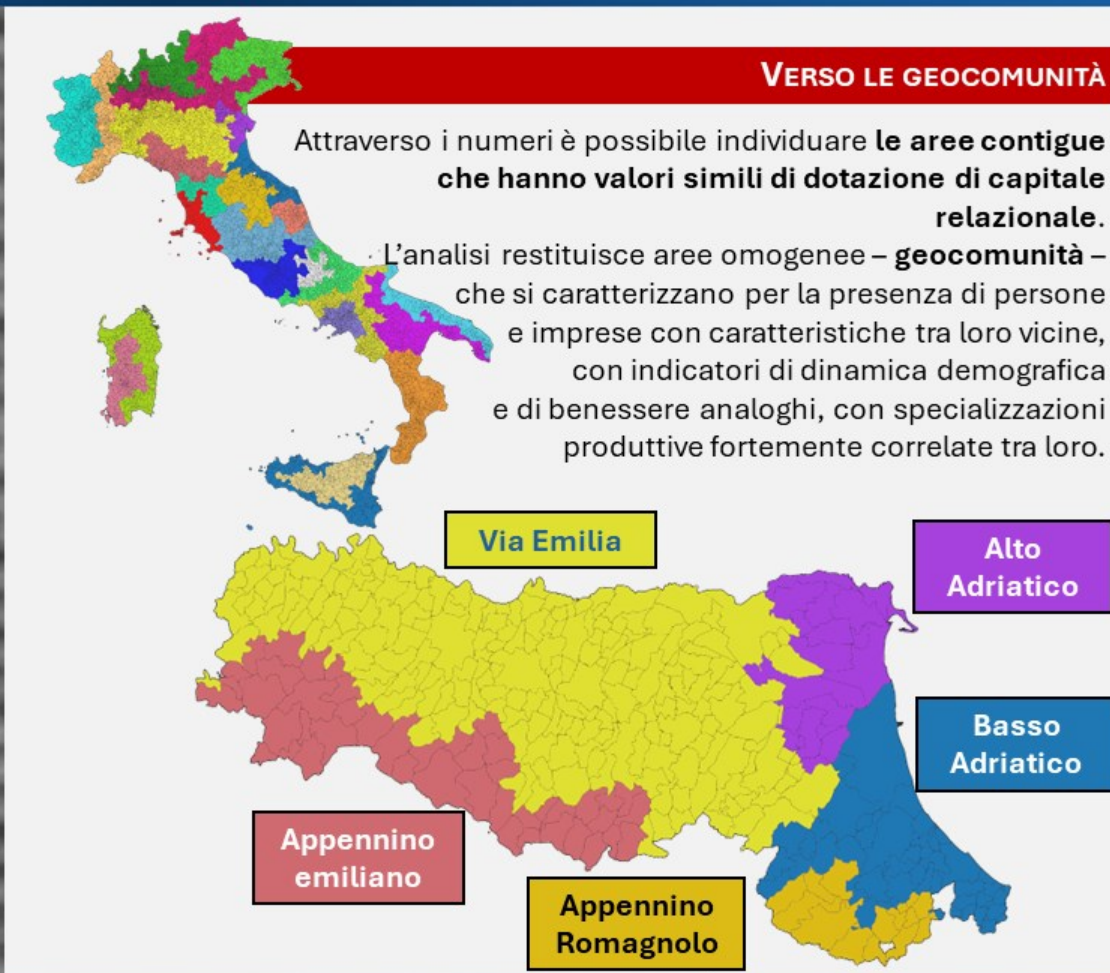 VERSO LE GEOCOMUNITÀ
Attraverso i numeri è possibile individuare le aree contigue
che hanno valori simili di dotazione di capitale
relazionale.
L'analisi restituisce aree omogenee – geocomunità –
che si caratterizzano per la presenza di persone
e imprese con caratteristiche tra loro vicine,
con indicatori di dinamica demografica
e di benessere analoghi, con specializzazioni
produttive fortemente correlate tra loro.
Via Emilia
Alto
Adriatico
Basso
Adriatico
Appennino
emiliano
Appennino
Romagnolo